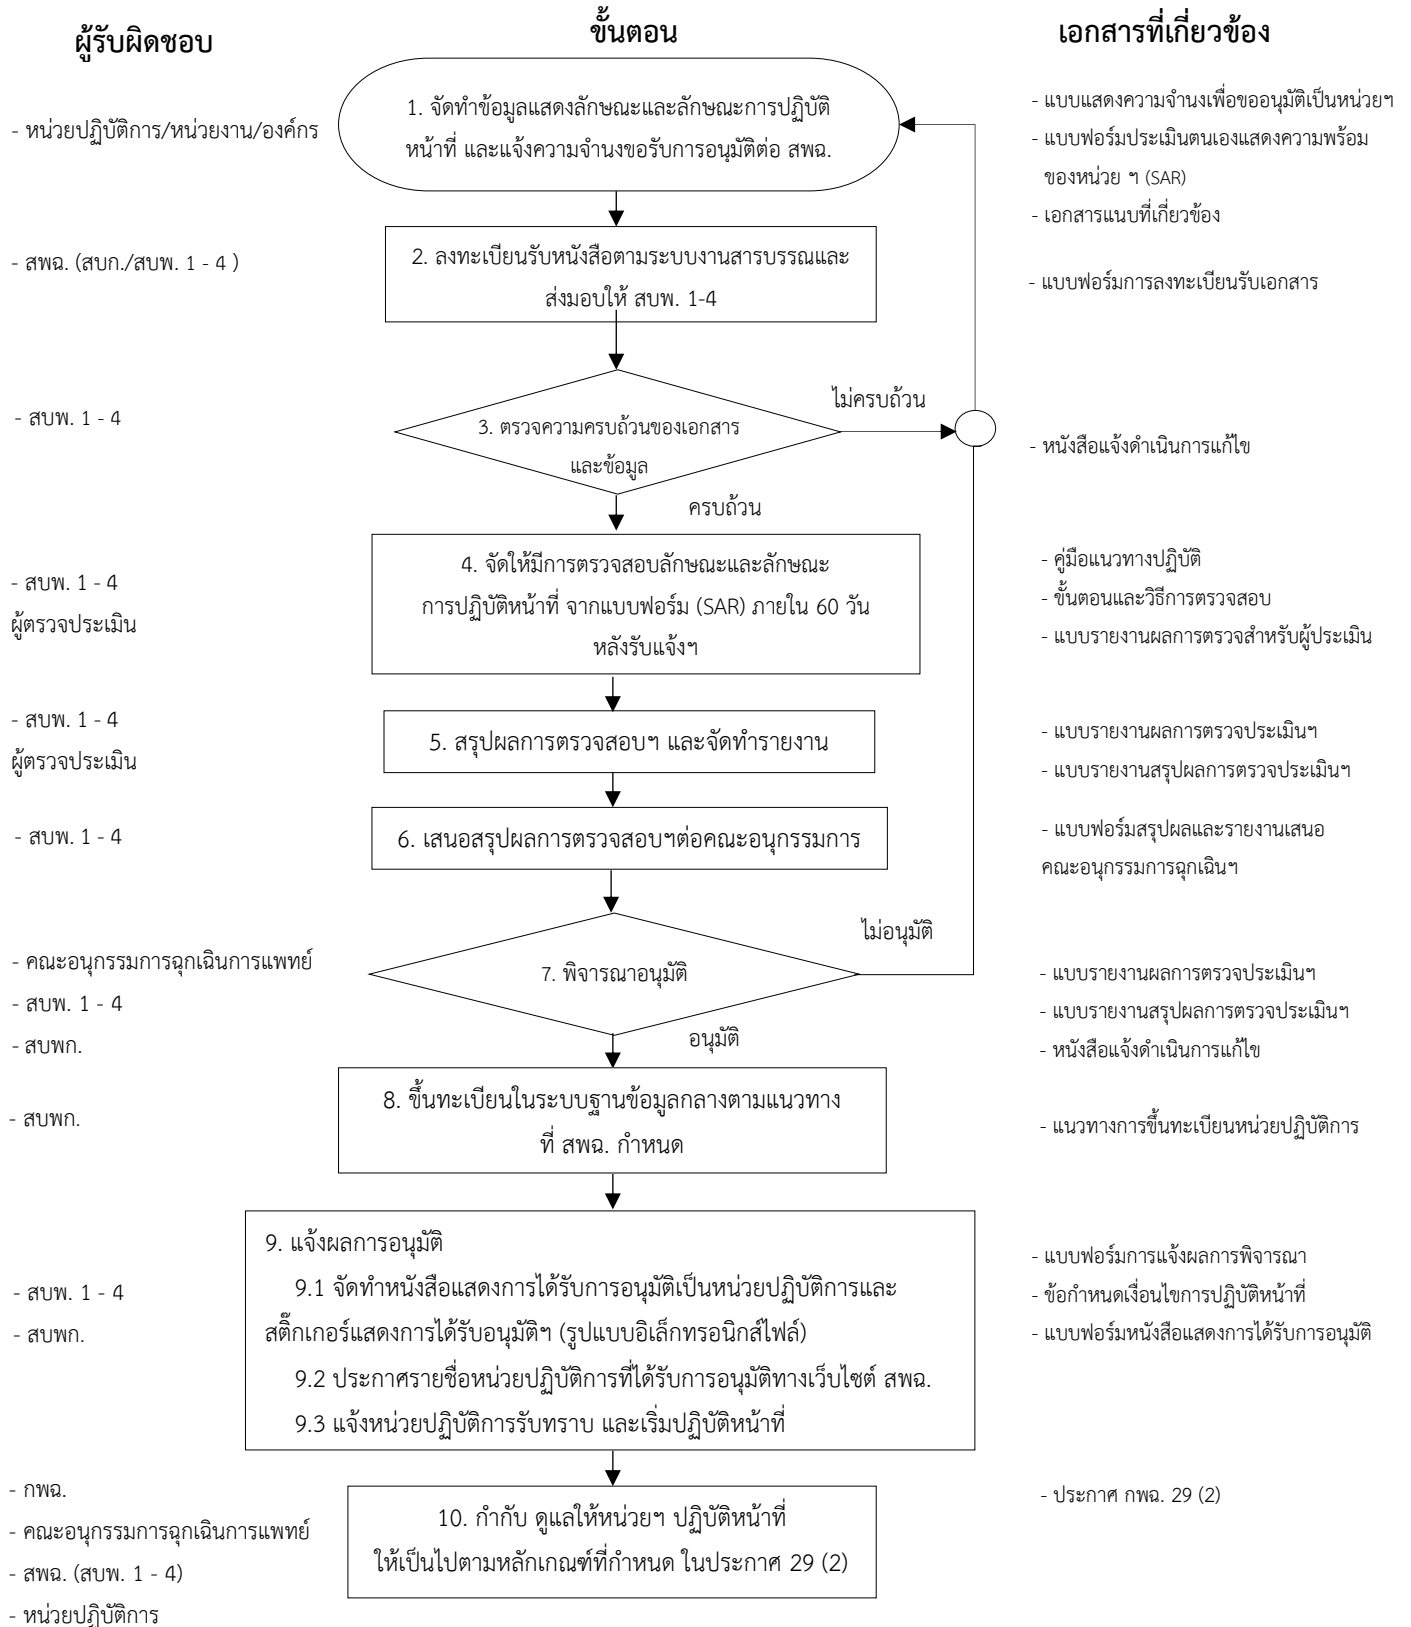 ผู้รับผิดชอบ
ขั้นตอน
เอกสารที่เกี่ยวข้อง
- หน่วยปฏิบัติการ/หน่วยงาน/องค์กร
1. จัดทำข้อมูลแสดงลักษณะและลักษณะการปฏิบัติ
หน้าที่ และแจ้งความจำนงขอรับการอนุมัติต่อ สพฉ.
- แบบแสดงความจำนงเพื่อขออนุมัติเป็นหน่วยฯ
- แบบฟอร์มประเมินตนเองแสดงความพร้อม
ของหน่วย ฯ (SAR)
- เอกสารแนบที่เกี่ยวข้อง
- สพฉ. (สบก./สบพ. 1 - 4 )
2. ลงทะเบียนรับหนังสือตามระบบงานสารบรรณและ
ส่งมอบให้ สบพ. 1-4
- แบบฟอร์มการลงทะเบียนรับเอกสาร
- สบพ. 1 - 4
3. ตรวจความครบถ้วนของเอกสาร
และข้อมูล
ไม่ครบถ้วน
- หนังสือแจ้งดำเนินการแก้ไข
ครบถ้วน
- สบพ. 1 - 4
ผู้ตรวจประเมิน
4. จัดให้มีการตรวจสอบลักษณะและลักษณะ
การปฏิบัติหน้าที่ จากแบบฟอร์ม (SAR) ภายใน 60 วัน
หลังรับแจ้งฯ
- คู่มือแนวทางปฏิบัติ
- ขั้นตอนและวิธีการตรวจสอบ
- แบบรายงานผลการตรวจสำหรับผู้ประเมิน
- สบพ. 1 - 4
ผู้ตรวจประเมิน
5. สรุปผลการตรวจสอบฯ และจัดทำรายงาน
- แบบรายงานผลการตรวจประเมินฯ
- แบบรายงานสรุปผลการตรวจประเมินฯ
- สบพ. 1 - 4
6. เสนอสรุปผลการตรวจสอบฯต่อคณะอนุกรรมการ
- แบบฟอร์มสรุปผลและรายงานเสนอ
คณะอนุกรรมการฉุกเฉินฯ
- คณะอนุกรรมการฉุกเฉินการแพทย์
- สบพ. 1 - 4
- สบพก.
7. พิจารณาอนุมัติ
ไม่อนุมัติ
- แบบรายงานผลการตรวจประเมินฯ
- แบบรายงานสรุปผลการตรวจประเมินฯ
- หนังสือแจ้งดำเนินการแก้ไข
อนุมัติ
- สบพก.
8. ขึ้นทะเบียนในระบบฐานข้อมูลกลางตามแนวทาง
ที่ สพฉ. กำหนด
- แนวทางการขึ้นทะเบียนหน่วยปฏิบัติการ
- สบพ. 1 - 4
- สบพก.
9. แจ้งผลการอนุมัติ
9.1 จัดทำหนังสือแสดงการได้รับการอนุมัติเป็นหน่วยปฏิบัติการและ
สติ๊กเกอร์แสดงการได้รับอนุมัติฯ (รูปแบบอิเล็กทรอนิกส์ไฟล์)
9.2 ประกาศรายชื่อหน่วยปฏิบัติการที่ได้รับการอนุมัติทางเว็บไซต์ สพฉ.
9.3 แจ้งหน่วยปฏิบัติการรับทราบ และเริ่มปฏิบัติหน้าที่
- แบบฟอร์มการแจ้งผลการพิจารณา
- ข้อกำหนดเงื่อนไขการปฏิบัติหน้าที่
- แบบฟอร์มหนังสือแสดงการได้รับการอนุมัติ
- กพฉ.
- คณะอนุกรรมการฉุกเฉินการแพทย์
- สพฉ. (สบพ. 1 - 4)
- หน่วยปฏิบัติการ
10. กำกับ ดูแลให้หน่วยฯ ปฏิบัติหน้าที่
ให้เป็นไปตามหลักเกณฑ์ที่กำหนด ในประกาศ 29 (2)
- ประกาศ กพฉ. 29 (2)